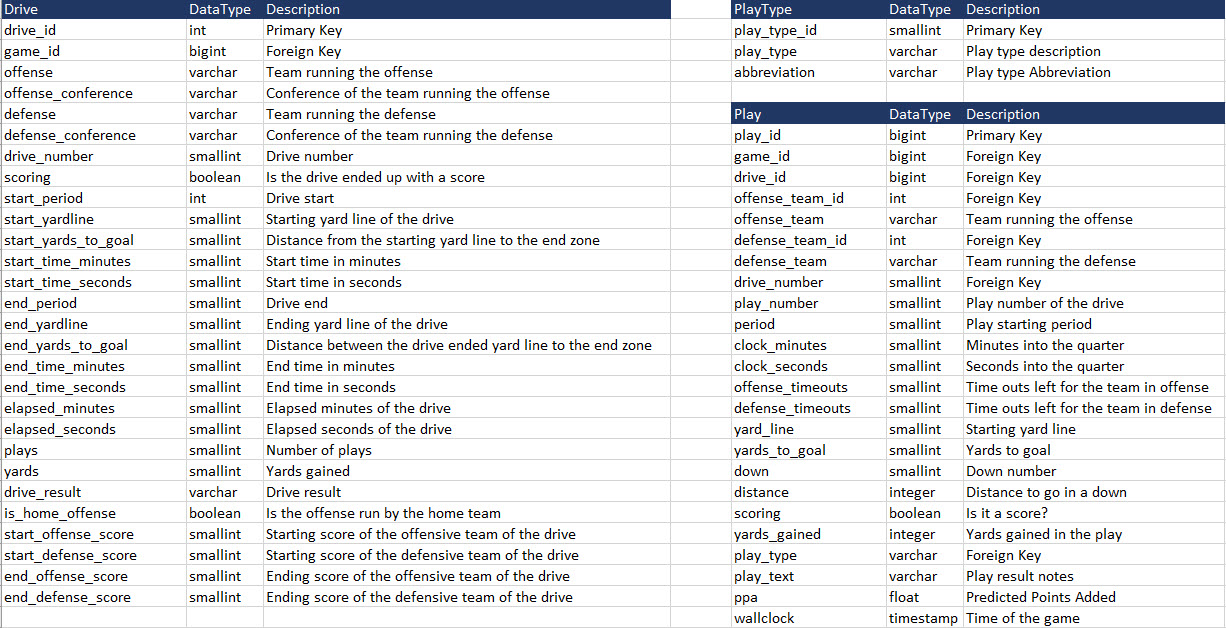 Drive DataType Description
drive_id int Primary Key
game_id bigint Foreign Key
offense varchar Team running the offense
offense_conference varchar Conference of the team running the offense
defense varchar Team running the defense
defense_conference varchar Conference of the team running the defense
drive_number smallint Drive number
scoring boolean Is the drive ended up with a score
start_period int Drive start
start_yardline smallint Starting yard line of the drive
start_yards_to_goal smallint Distance from the starting yard line to the end zone
start_time_minutes smallint Start time in minutes
start_time_seconds smallint Start time in seconds
end_period smallint Drive end
end_yardline smallint Ending yard line of the drive
end_yards_to_goal smallint Distance between the drive ended yard line to the end zone
end_time_minutes smallint End time in minutes
end_time_seconds smallint End time in seconds
elapsed_minutes smallint Elapsed minutes of the drive
elapsed_seconds smallint Elapsed seconds of the drive
plays smallint Number of plays
yards smallint Yards gained
drive_result varchar Drive result
is_home_offense boolean Is the offense run by the home team
start_offense_score smallint Starting score of the offensive team of the drive
start_defense_score smallint Starting score of the defensive team of the drive
end_offense_score smallint Ending score of the offensive team of the drive
end_defense_score smallint Ending score of the defensive team of the drive
PlayType DataType Description
play_type_id smallint Primary Key
play_type varchar Play type description
abbreviation varchar Play type Abbreviation
Play DataType Description
play_id bigint Primary Key
game_id bigint Foreign Key
drive_id bigint Foreign Key
offense_team_id int Foreign Key
offense_team varchar Team running the offense
defense_team_id int Foreign Key
defense_team varchar Team running the defense
drive_number smallint Foreign Key
play_number smallint Play number of the drive
period smallint Play starting period
clock_minutes smallint Minutes into the quarter
clock_seconds smallint Seconds into the quarter
offense_timeouts smallint Time outs left for the team in offense
defense_timeouts smallint Time outs left for the team in defense
yard_line smallint Starting yard line
yards_to_goal smallint Yards to goal
down smallint Down number
distance integer Distance to go in a down
scoring boolean Is it a score?
yards_gained integer Yards gained in the play
play_type varchar Foreign Key
play_text varchar Play result notes
ppa float Predicted Points Added
wallclock timestamp Time of the game